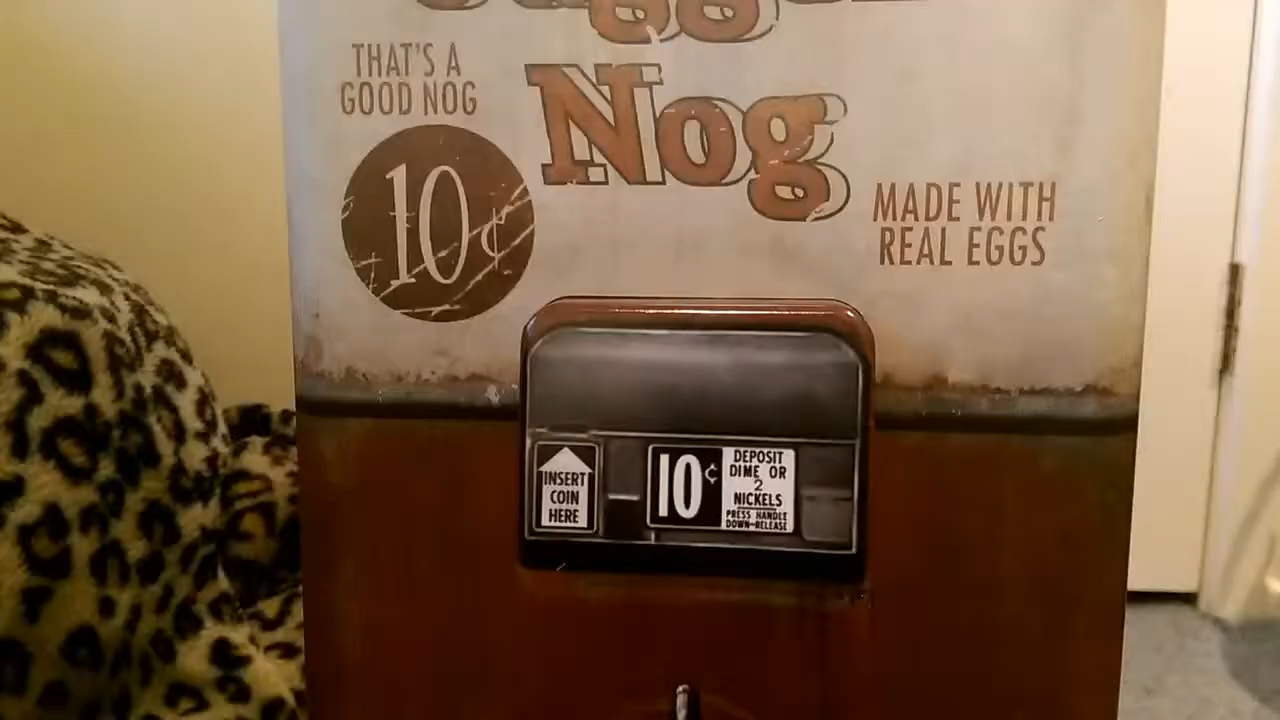 Nog
THAT'S A
GOOD NOG
10¢
MADE WITH
REAL EGGS
INSERT
COIN
HERE
10¢
DEPOSIT
DIME OR
2
NICKELS
PRESS HANDLE
DOWN-RELEASE